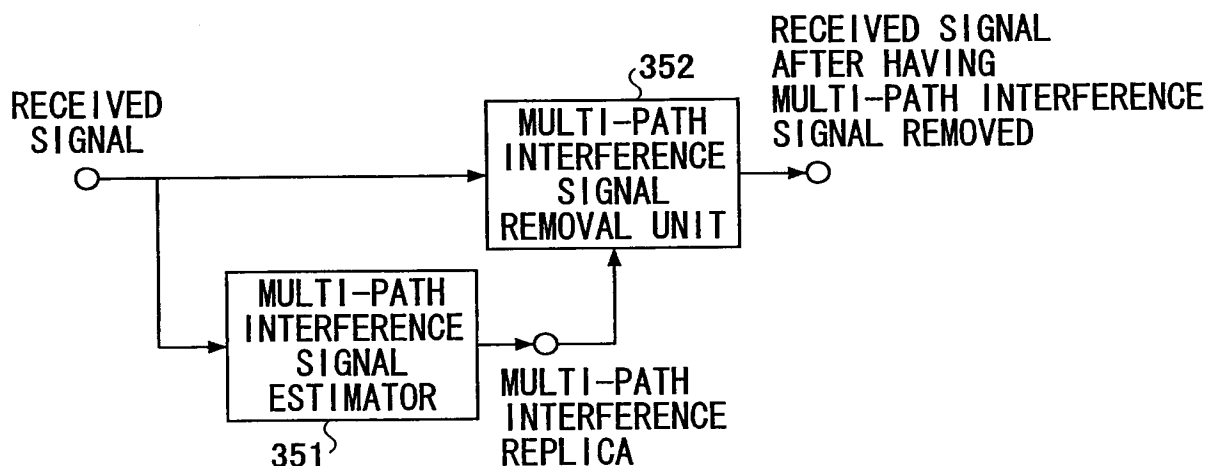 RECEIVED
SIGNAL
352
MULTI-PATH
INTERFERENCE
SIGNAL
REMOVAL UNIT
RECEIVED SIGNAL
AFTER HAVING
MULTI-PATH INTERFERENCE
SIGNAL REMOVED
MULTI-PATH
INTERFERENCE
SIGNAL
ESTIMATOR
351
MULTI-PATH
INTERFERENCE
REPLICA